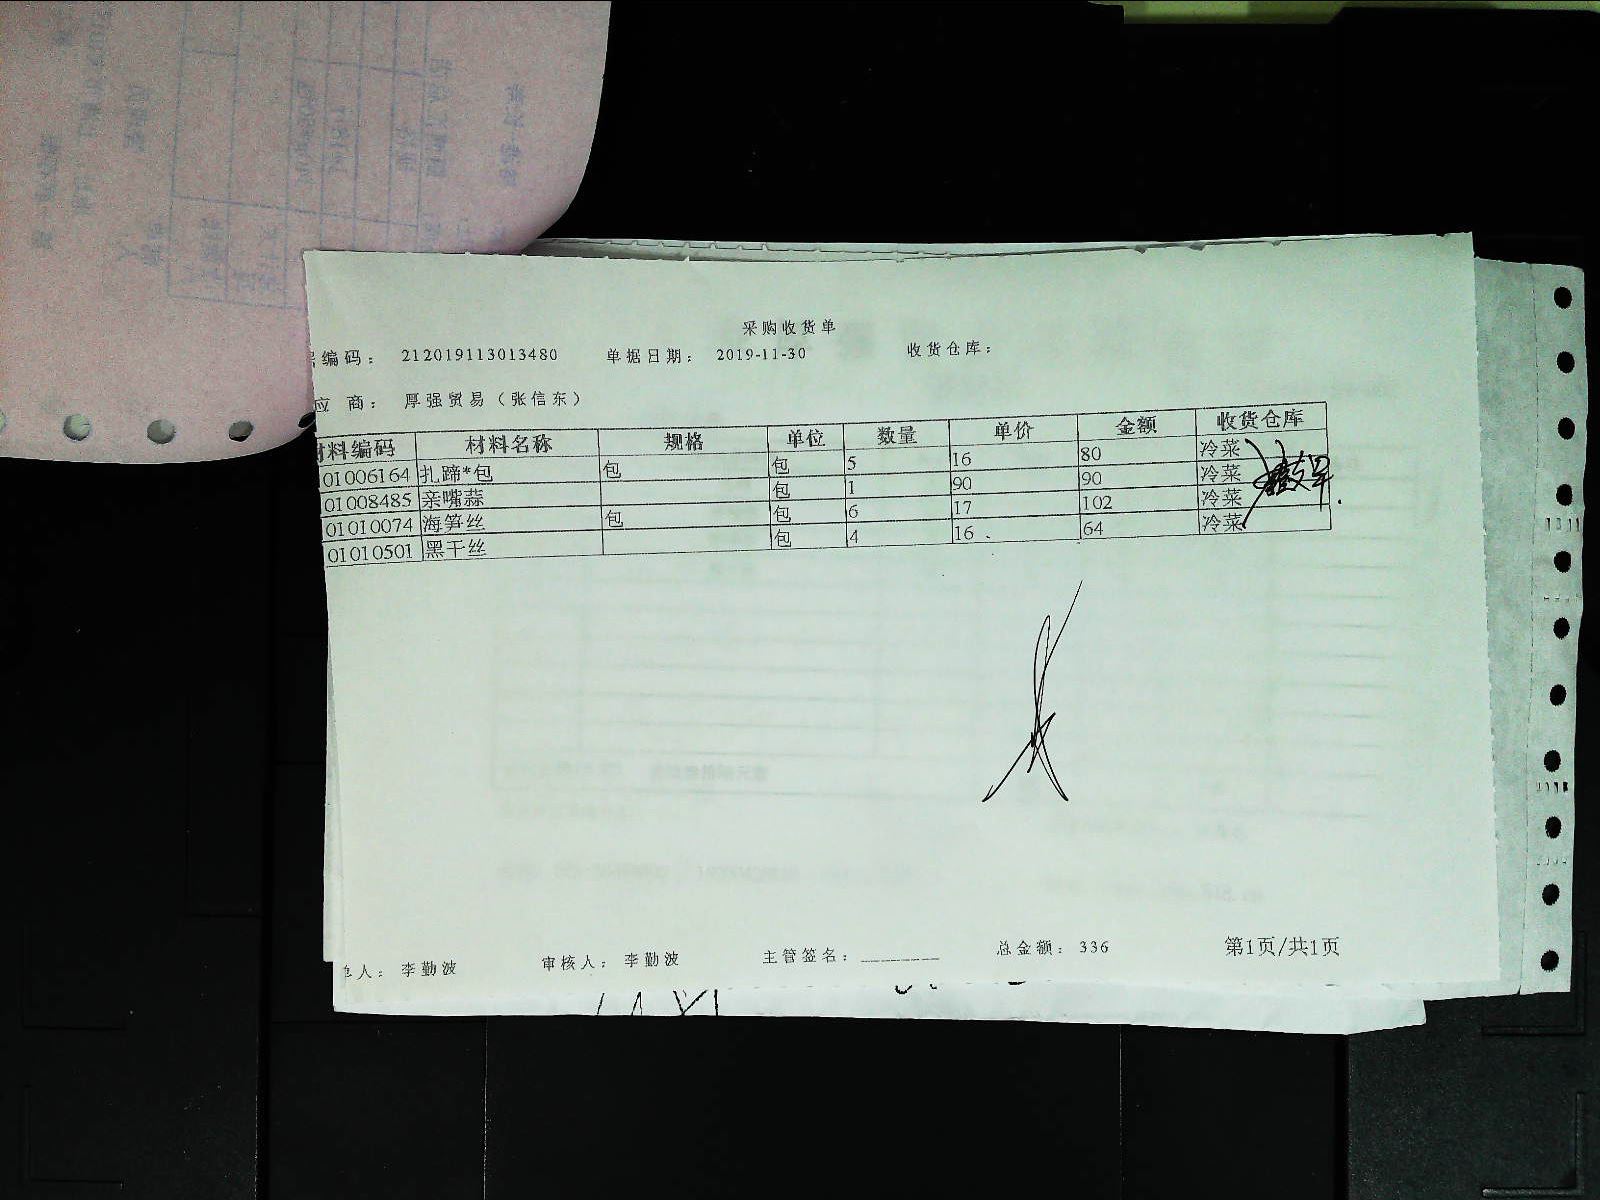 采购收货单
编码： 212019113013480 单据日期： 2019-11-30 收货仓库：
应 商： 厚强贸易（张信东）
材料编码 材料名称 规格 单位 数量 单价 金额 收货仓库
01006164 扎蹄*包 包 包 5 16 80 冷菜
01008485 亲嘴蒜 包 1 90 90 冷菜
01010074 海笋丝 包 包 6 17 102 冷菜
01010501 黑干丝 包 4 16 64 冷菜
单人： 李勤波 审核人： 李勤波 主管签名：________ 总金额： 336 第1页/共1页